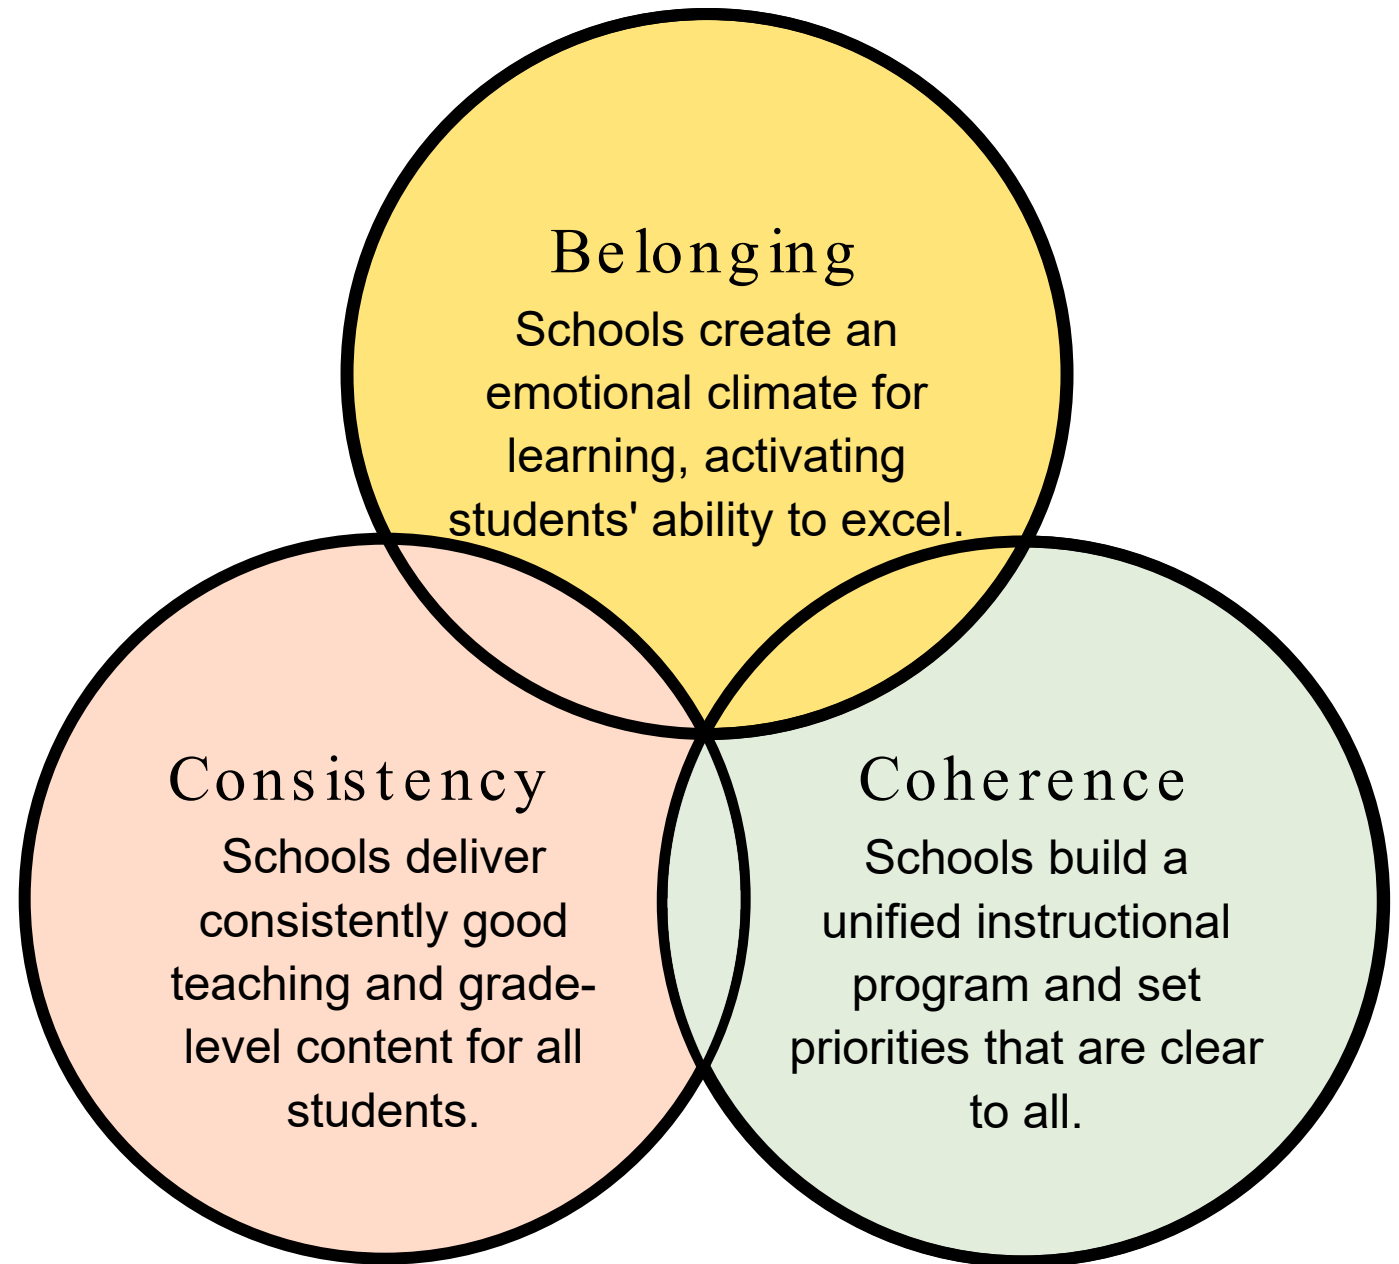 Belonging
Schools create an
emotional climate for
learning, activating
students' ability to excel.
Consistency
Schools deliver
consistently good
teaching and grade-
level content for all
students.
Coherence
Schools build a
unified instructional
program and set
priorities that are clear
to all.